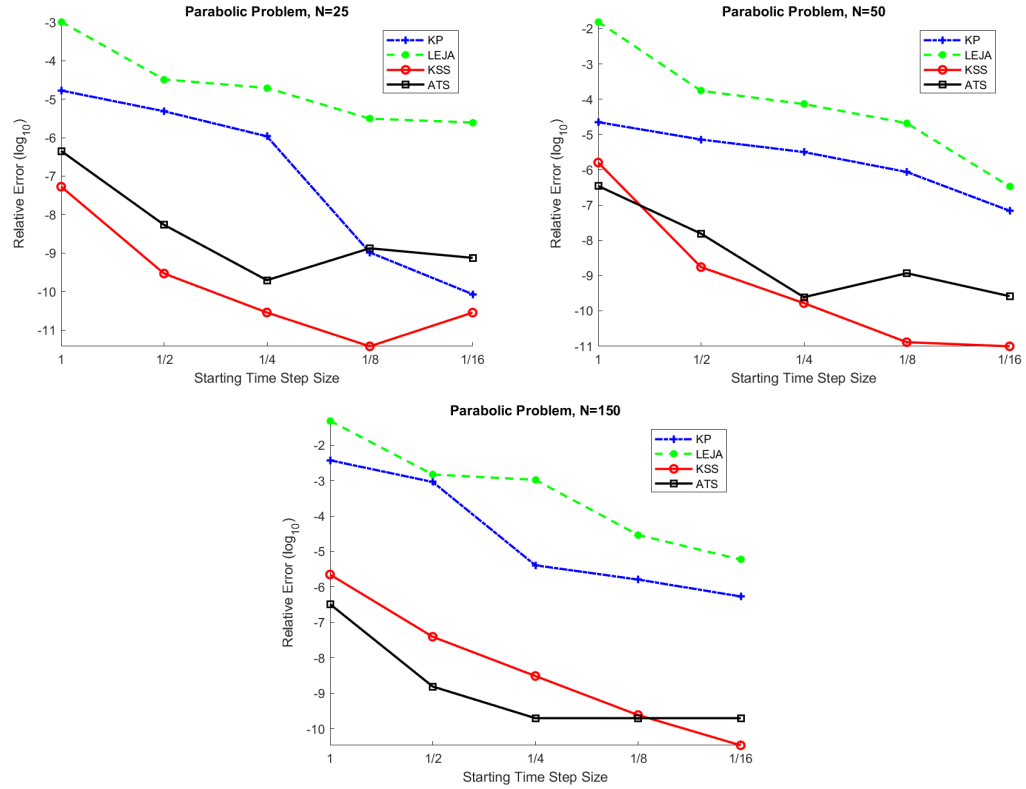 Parabolic Problem, N=25
Relative Error (log10)
-3
-4
-5
-6
-7
-8
-9
-10
-11
1
1/2
1/4
1/8
1/16
Starting Time Step Size
KP
LEJA
KSS
ATS
Parabolic Problem, N=50
Relative Error (log10)
-2
-3
-4
-5
-6
-7
-8
-9
-10
-11
1
1/2
1/4
1/8
1/16
Starting Time Step Size
KP
LEJA
KSS
ATS
Parabolic Problem, N=150
Relative Error (log10)
-2
-3
-4
-5
-6
-7
-8
-9
-10
1
1/2
1/4
1/8
1/16
Starting Time Step Size
KP
LEJA
KSS
ATS